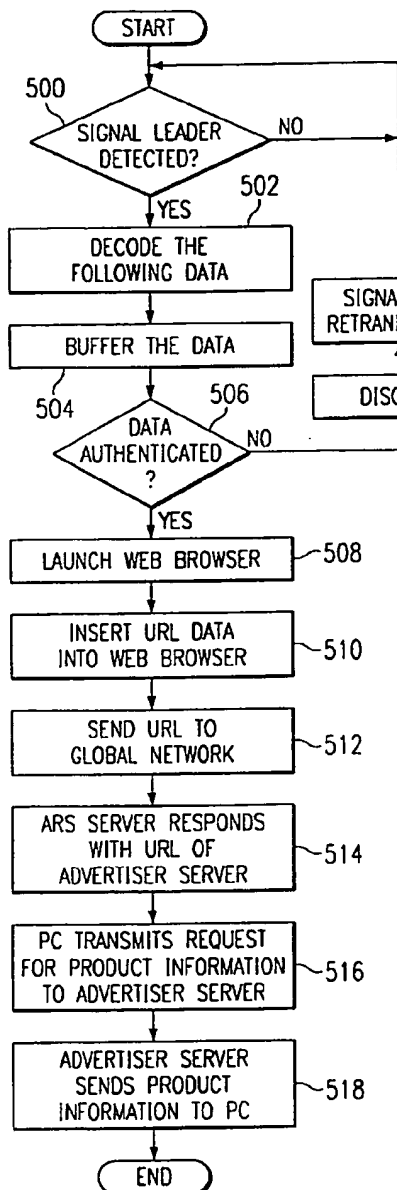 START
500
SIGNAL LEADER
DETECTED?
NO
YES
502
DECODE THE
FOLLOWING DATA
BUFFER THE DATA
504
506
DATA
AUTHENTICATED
?
NO
YES
SIGNA
RETRAN
DISC
LAUNCH WEB BROWSER
508
INSERT URL DATA
INTO WEB BROWSER
510
SEND URL TO
GLOBAL NETWORK
512
ARS SERVER RESPONDS
WITH URL OF
ADVERTISER SERVER
514
PC TRANSMITS REQUEST
FOR PRODUCT INFORMATION
TO ADVERTISER SERVER
516
ADVERTISER SERVER
SENDS PRODUCT
INFORMATION TO PC
518
END